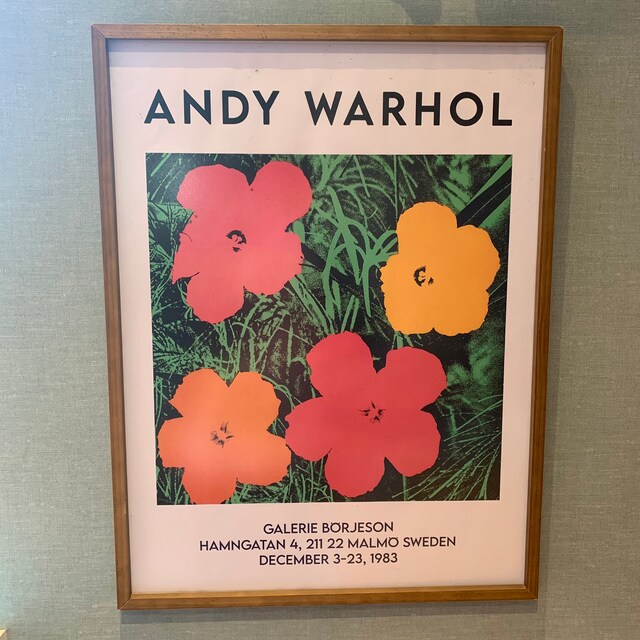 ANDY WARHOL
GALERIE BÖRJESON
HAMNGATAN 4, 211 22 MALMÖ SWEDEN
DECEMBER 3-23, 1983